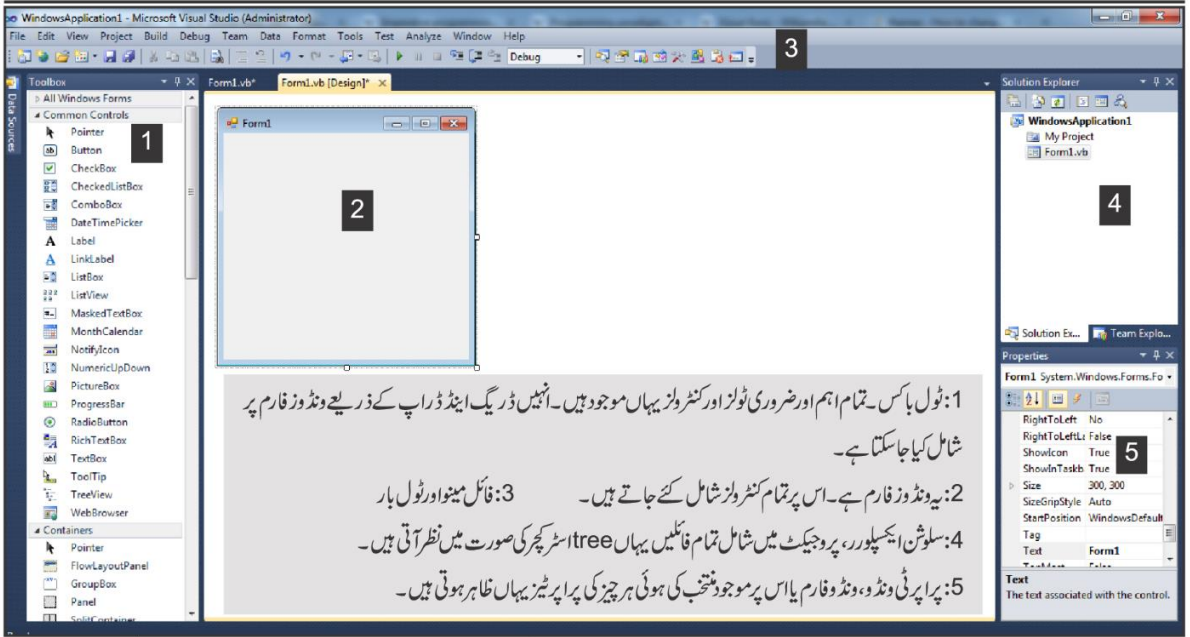 WindowsApplication1 - Microsoft Visual Studio (Administrator)
File Edit View Project Build Debug Team Data Format Tools Test Analyze Window Help
Debug
3
Data Sources
Toolbox
All Windows Forms
Common Controls
Pointer
1
Button
CheckBox
CheckedListBox
ComboBox
DateTimePicker
Label
LinkLabel
ListBox
ListView
MaskedTextBox
MonthCalendar
NotifyIcon
NumericUpDown
PictureBox
ProgressBar
RadioButton
RichTextBox
TextBox
ToolTip
TreeView
WebBrowser
Containers
Pointer
FlowLayoutPanel
GroupBox
Panel
SplitContainer
Form1.vb* Form1.vb [Design]*
Form1
2
1: ٹول باکس۔ تمام اہم اور ضروری ٹولز اور کنٹرولز یہاں موجود ہیں۔ انہیں ڈریگ اینڈ ڈراپ کے ذریعے ونڈوز فارم پر
شامل کیا جاسکتا ہے۔
2: یہ ونڈوز فارم ہے۔ اس پر تمام کنٹرولز شامل کئے جاتے ہیں۔ 3: فائل مینو اور ٹول بار
4: سلوشن ایکسپلورر، پروجیکٹ میں شامل تمام فائلیں یہاں tree اسٹرکچر کی صورت میں نظر آتی ہیں۔
5: پراپرٹی ونڈو، ونڈو فارم یا اس پر موجود منتخب کی ہوئی ہر چیز کی پراپرٹیز یہاں ظاہر ہوتی ہیں۔
Solution Explorer
WindowsApplication1
My Project
Form1.vb
4
Solution Ex... Team Explo...
Properties
Form1 System.Windows.Forms.Fo
RightToLeft No
RightToLeftLa False
ShowIcon True
5
ShowInTaskb True
Size 300, 300
SizeGripStyle Auto
StartPosition WindowsDefault
Tag
Text Form1
Text
The text associated with the control.